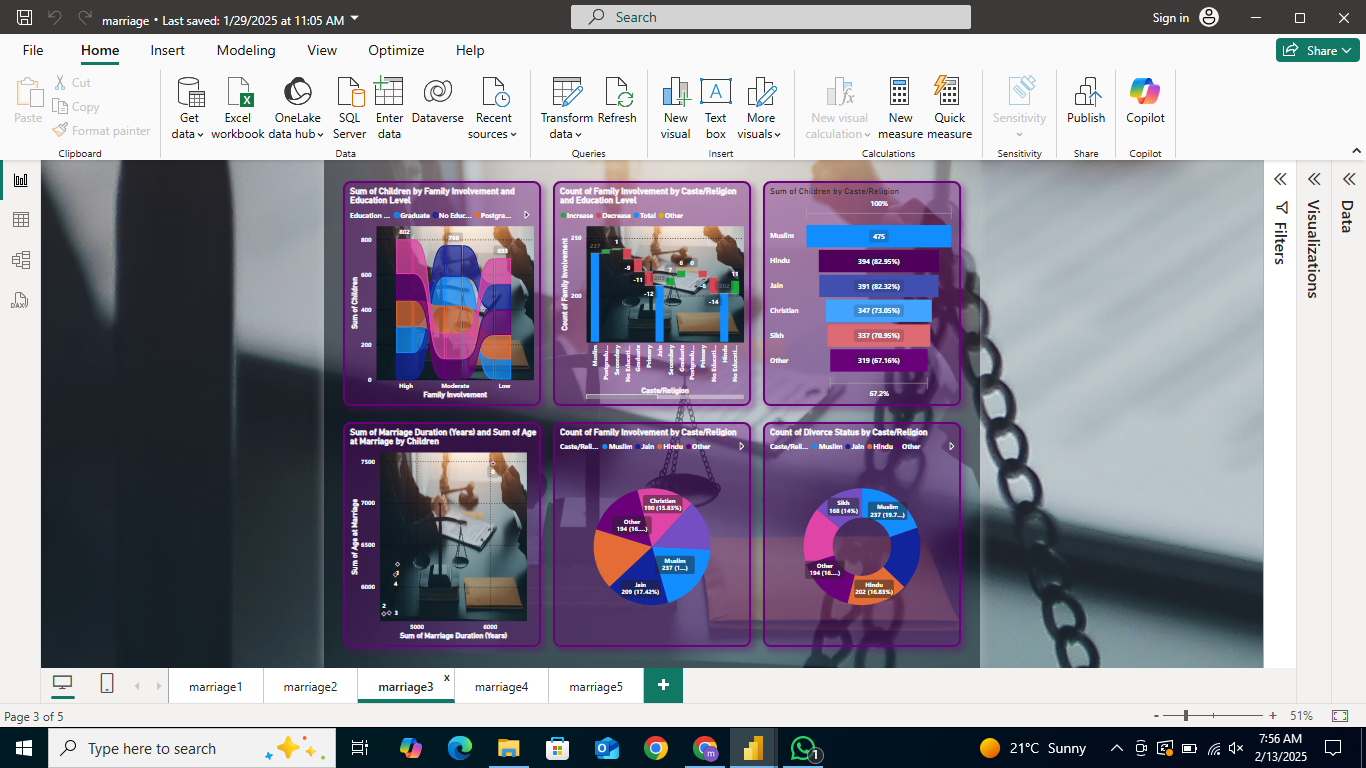 marriage • Last saved: 1/29/2025 at 11:05 AM
Search
Sign in
File Home Insert Modeling View Optimize Help
Share
Paste
Cut
Copy
Format painter
Get data
Excel workbook
OneLake data hub
SQL Server
Enter data
Dataverse
Recent sources
Transform data
Refresh
New visual
Text box
More visuals
New visual calculation
New measure
Quick measure
Sensitivity
Publish
Copilot
Clipboard
Data
Queries
Insert
Calculations
Sensitivity
Share
Copilot
DAX
Sum of Children by Family Involvement and
Education Level
Education ... Graduate No Educ... Postgra...
802
768
693
800
600
400
200
0
Sum of Children
High Moderate Low
Family Involvement
Count of Family Involvement by Caste/Religion
and Education Level
Increase Decrease Total Other
250
200
Count of Family Involvement
237
1
-9
-11
-12
209
7
6
0
-6
-14
202
11
Muslim
Postgradu...
Secondary
No Educati...
Graduate
Primary
Jain
Secondary
Graduate
Postgradu...
Primary
No Educati...
Hindu
No Educati...
Caste/Religion
Sum of Children by Caste/Religion
100%
Muslim 475
Hindu 394 (82.95%)
Jain 391 (82.32%)
Christian 347 (73.05%)
Sikh 337 (70.95%)
Other 319 (67.16%)
67.2%
Sum of Marriage Duration (Years) and Sum of Age
at Marriage by Children
7500
7000
6500
6000
Sum of Age at Marriage
4
2
3
5000 6000
Sum of Marriage Duration (Years)
Count of Family Involvement by Caste/Religion
Caste/Reli... Muslim Jain Hindu Other
Christian
190 (15.83%)
Other
194 (16....)
Muslim
237 (1...)
Jain
209 (17.42%)
Count of Divorce Status by Caste/Religion
Caste/Reli... Muslim Jain Hindu Other
Sikh
168 (14%)
Muslim
237 (19.7...)
Other
194 (16....)
Hindu
202 (16.83%)
Filters
Visualizations
Data
marriage1 marriage2 marriage3 x marriage4 marriage5 +
Page 3 of 5
- + 51%
Type here to search
m
1
21°C Sunny
7:56 AM
2/13/2025